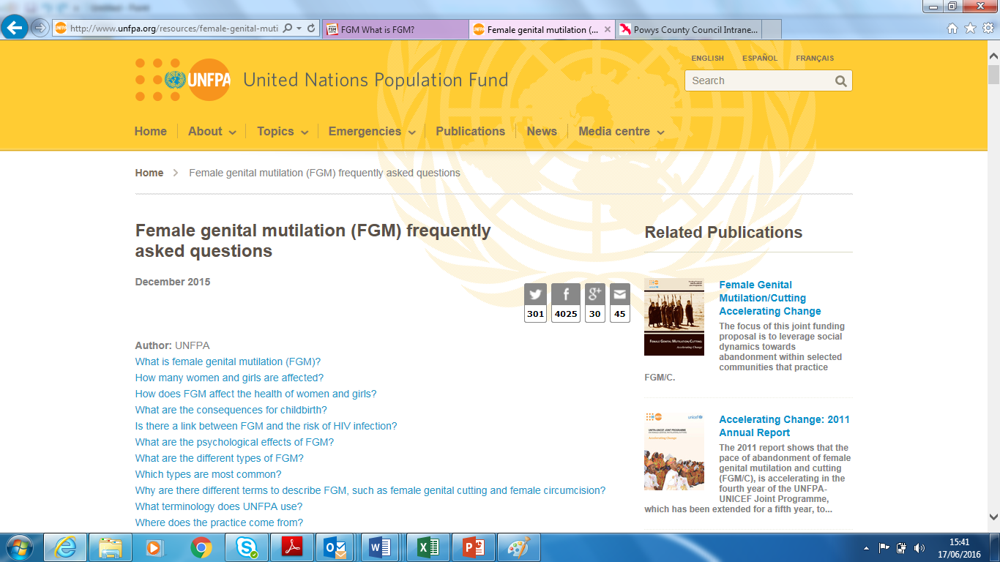 http://www.unfpa.org/resources/female-genital-muti
FGM What is FGM?
Female genital mutilation (...
Powys County Council Intrane...
ENGLISH ESPAÑOL FRANÇAIS
UNFPA
United Nations Population Fund
Search
Home About Topics Emergencies Publications News Media centre
Home > Female genital mutilation (FGM) frequently asked questions
Female genital mutilation (FGM) frequently
asked questions
December 2015
301 4025 30 45
Author: UNFPA
What is female genital mutilation (FGM)?
How many women and girls are affected?
How does FGM affect the health of women and girls?
What are the consequences for childbirth?
Is there a link between FGM and the risk of HIV infection?
What are the psychological effects of FGM?
What are the different types of FGM?
Which types are most common?
Why are there different terms to describe FGM, such as female genital cutting and female circumcision?
What terminology does UNFPA use?
Where does the practice come from?
Related Publications
FEMALE GENITAL MUTILATION/CUTTING
Accelerating Change
Female Genital
Mutilation/Cutting
Accelerating Change
The focus of this joint funding
proposal is to leverage social
dynamics towards
abandonment within selected
communities that practice
FGM/C.
unicef
Accelerating Change
Accelerating Change: 2011
Annual Report
The 2011 report shows that the
pace of abandonment of female
genital mutilation and cutting
(FGM/C), is accelerating in the
fourth year of the UNFPA-
UNICEF Joint Programme,
which has been extended for a fifth year, to...
15:41
17/06/2016